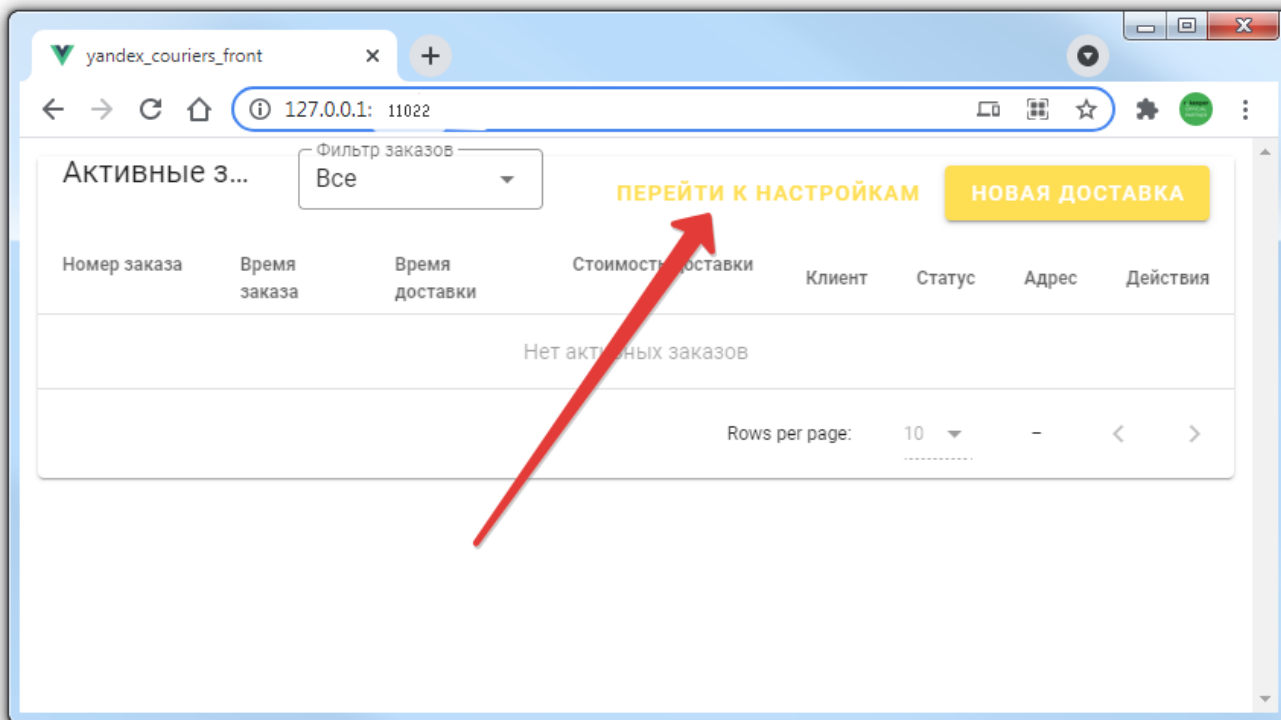 yandex_couriers_front
127.0.0.1: 11022
Активные з...
Фильтр заказов
Все
ПЕРЕЙТИ К НАСТРОЙКАМ
НОВАЯ ДОСТАВКА
Номер заказа
Время
заказа
Время
доставки
Стоимость доставки
Клиент
Статус
Адрес
Действия
Нет активных заказов
Rows per page:
10
–